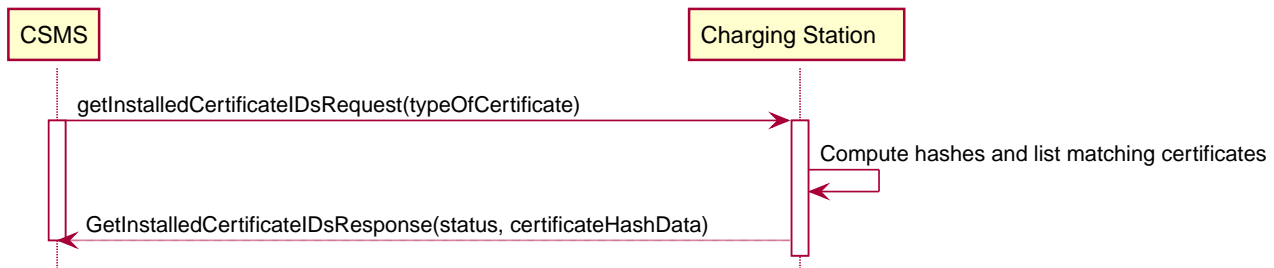 CSMS
Charging Station
getInstalledCertificateIDsRequest(typeOfCertificate)
Compute hashes and list matching certificates
GetInstalledCertificateIDsResponse(status, certificateHashData)